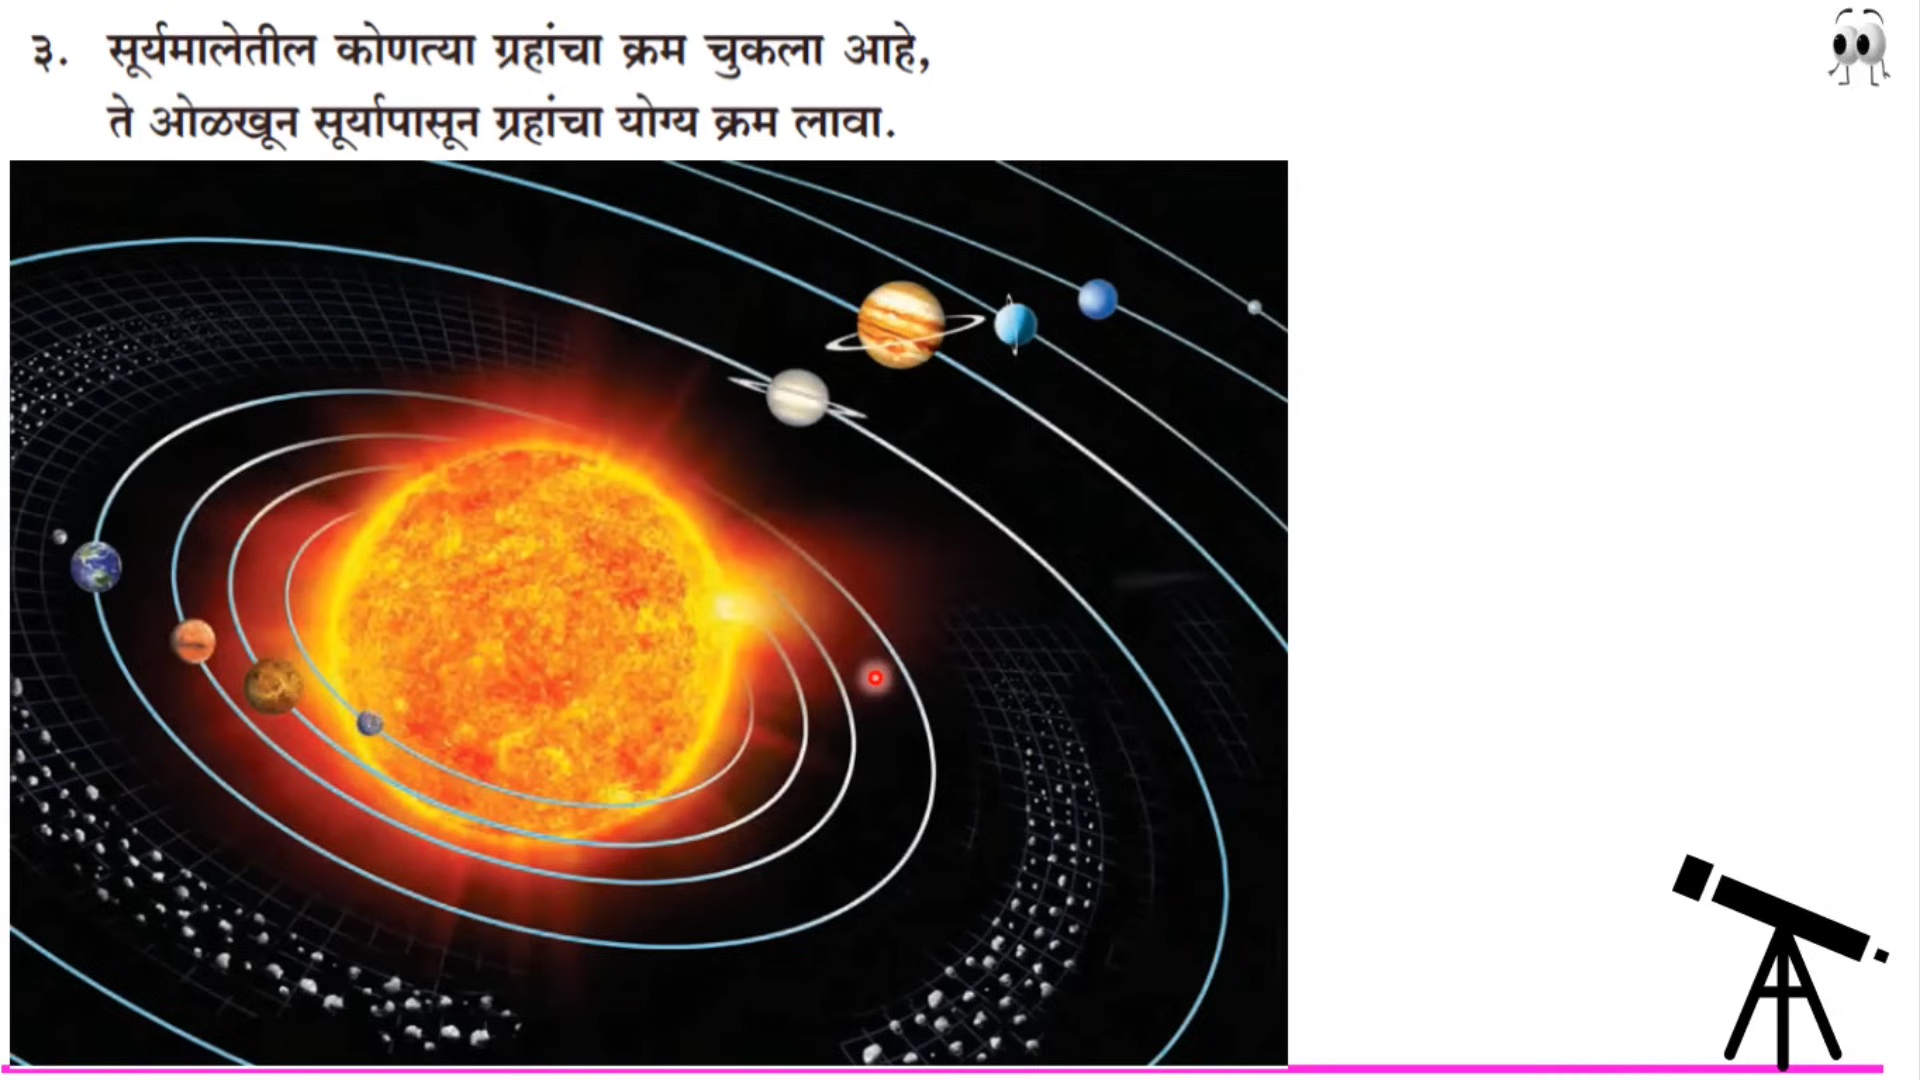 ३. सूर्यमालेतील कोणत्या ग्रहांचा क्रम चुकला आहे,
ते ओळखून सूर्यापासून ग्रहांचा योग्य क्रम लावा.